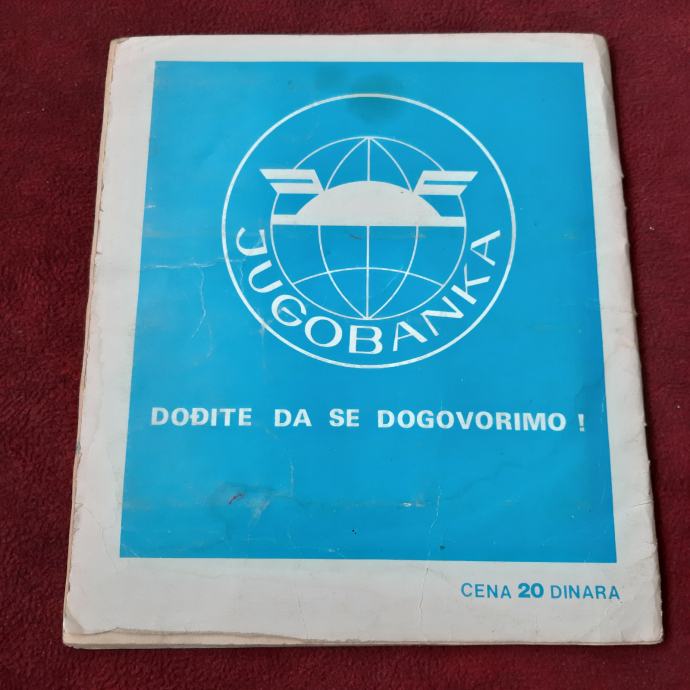 JUGOBANKA
DOĐITE DA SE DOGOVORIMO !
CENA 20 DINARA